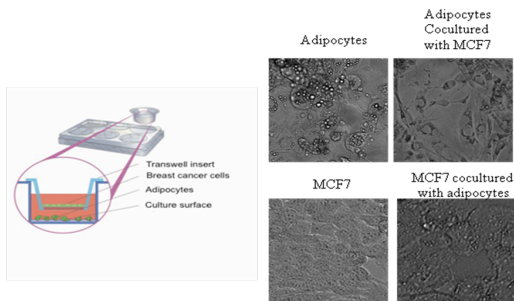 Transwell insert
Breast cancer cells
Adipocytes
Culture surface
Adipocytes
Adipocytes
Cocultured
with MCF7
MCF7
MCF7 cocultured
with adipocytes